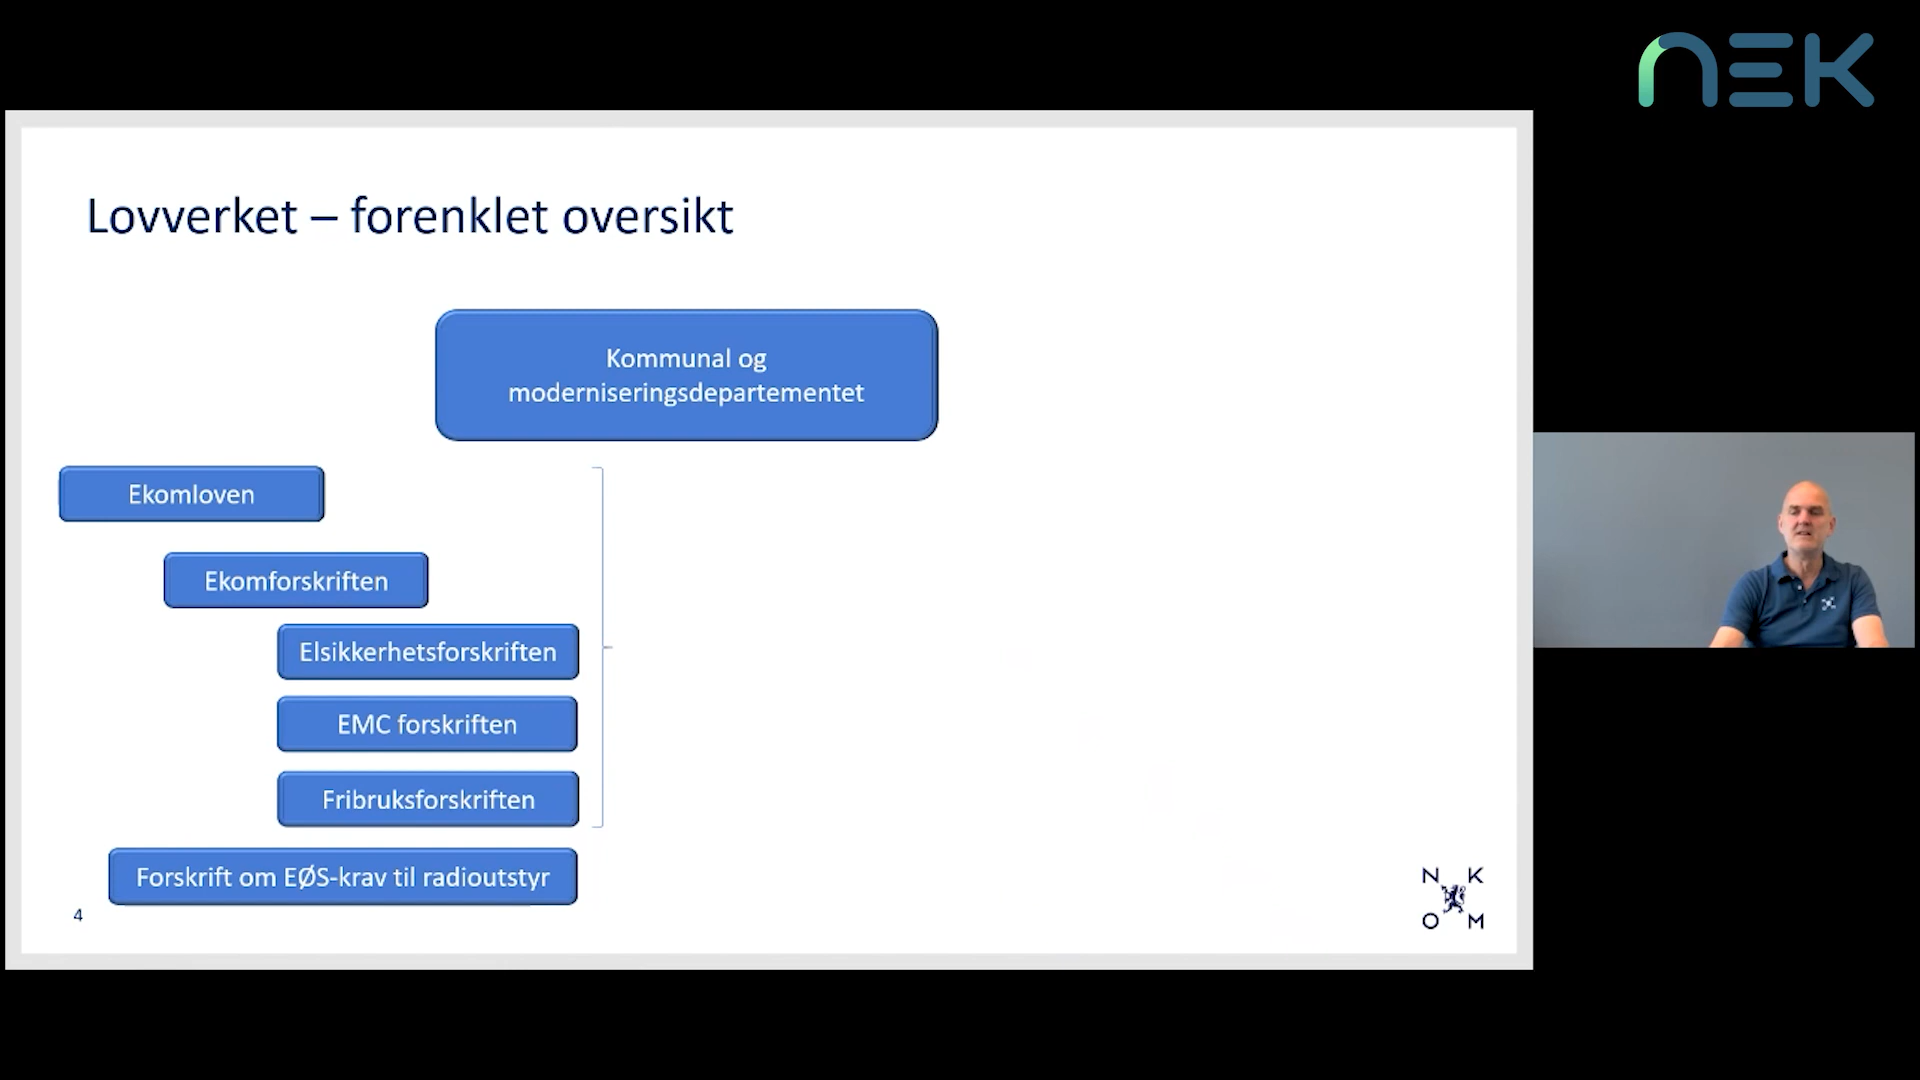 NEK
Lovverket – forenklet oversikt
Kommunal og
moderniseringsdepartementet
Ekomloven
Ekomforskriften
Elsikkerhetsforskriften
EMC forskriften
Fribruksforskriften
Forskrift om EØS-krav til radioutstyr
4
N K
O M